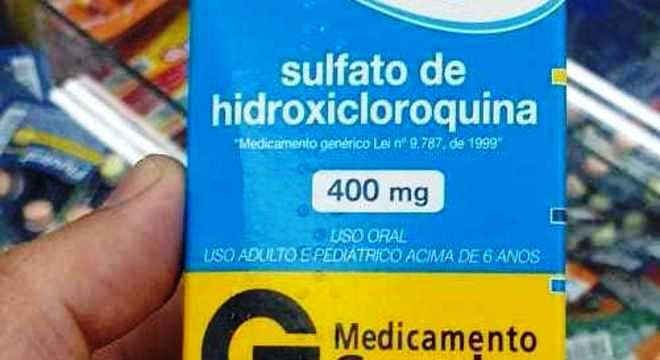 sulfato de
hidroxicloroquina
"Medicamento genérico Lei nº 9.787, de 1999"
400 mg
USO ORAL
USO ADULTO E PEDIÁTRICO ACIMA DE 6 ANOS
G Medicamento